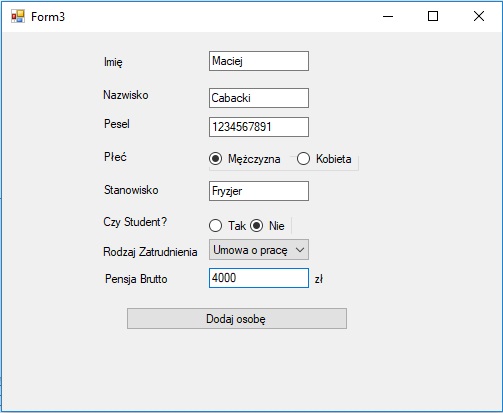 Form3
Imię Maciej
Nazwisko Cabacki
Pesel 1234567891
Płeć Mężczyzna Kobieta
Stanowisko Fryzjer
Czy Student? Tak Nie
Rodzaj Zatrudnienia Umowa o pracę
Pensja Brutto 4000 zł
Dodaj osobę